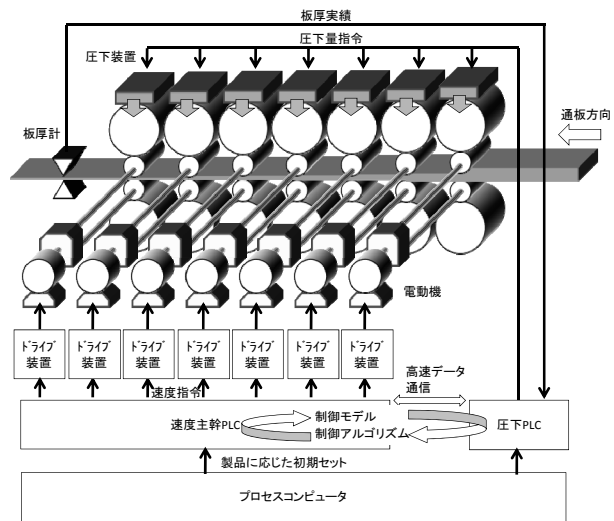 板厚実績
圧下量指令
圧下装置
板厚計
通板方向
電動機
ﾄﾞﾗｲﾌﾞ
装置
ﾄﾞﾗｲﾌﾞ
装置
ﾄﾞﾗｲﾌﾞ
装置
ﾄﾞﾗｲﾌﾞ
装置
ﾄﾞﾗｲﾌﾞ
装置
ﾄﾞﾗｲﾌﾞ
装置
ﾄﾞﾗｲﾌﾞ
装置
速度指令
高速データ
通信
速度主幹PLC
制御モデル
制御アルゴリズム
圧下PLC
製品に応じた初期セット
プロセスコンピュータ